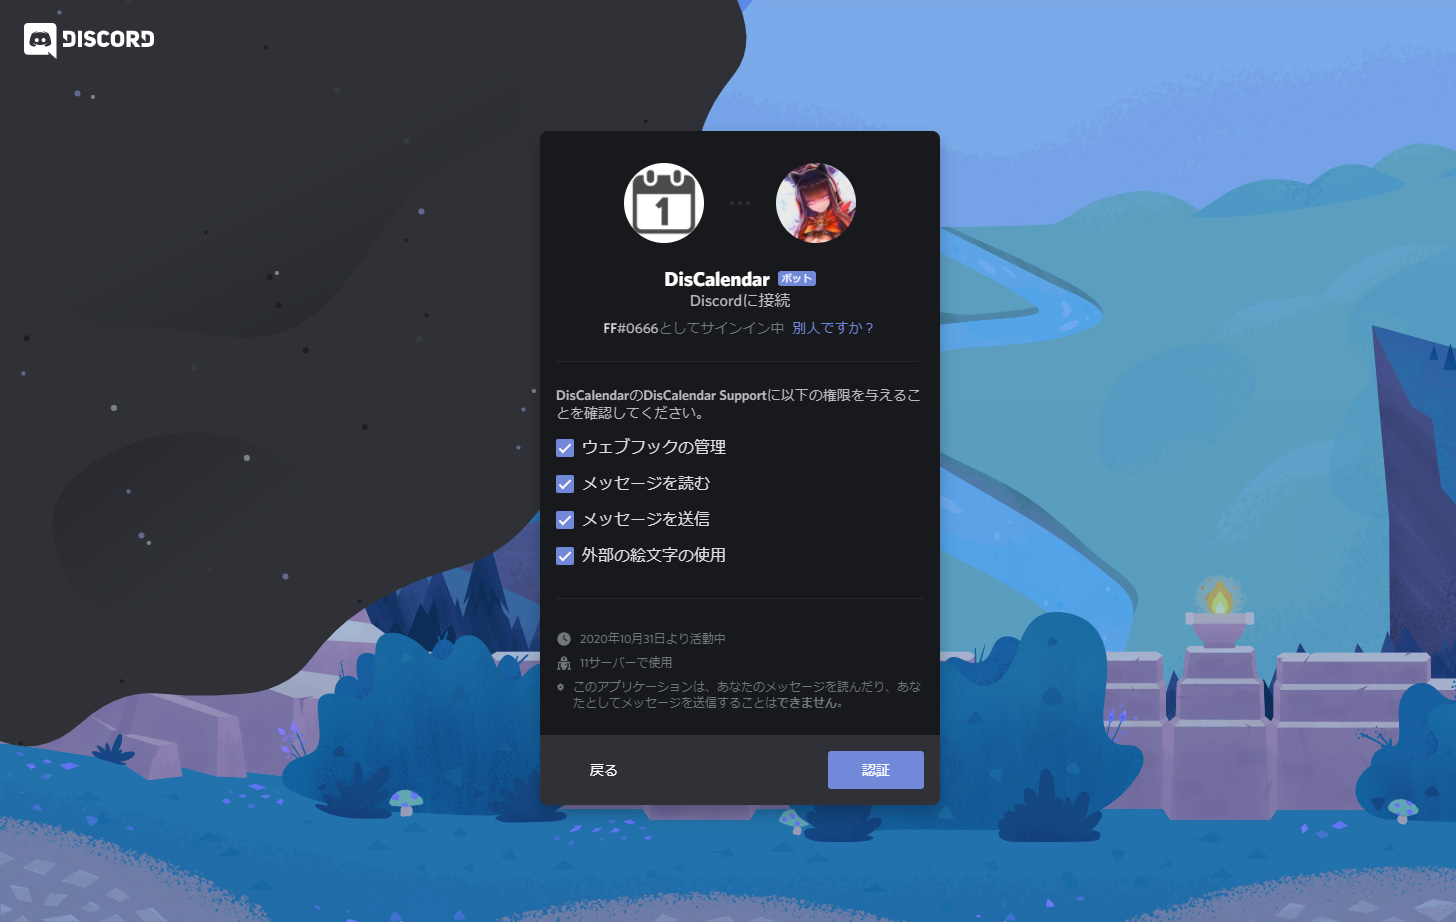 DISCORD
1
DisCalendar ボット
Discordに接続
FF#0666としてサインイン中 別人ですか？
DisCalendarのDisCalendar Supportに以下の権限を与えるこ
とを確認してください。
ウェブフックの管理
メッセージを読む
メッセージを送信
外部の絵文字の使用
2020年10月31日より活動中
11サーバーで使用
このアプリケーションは、あなたのメッセージを読んだり、あな
たとしてメッセージを送信することはできません。
戻る 認証